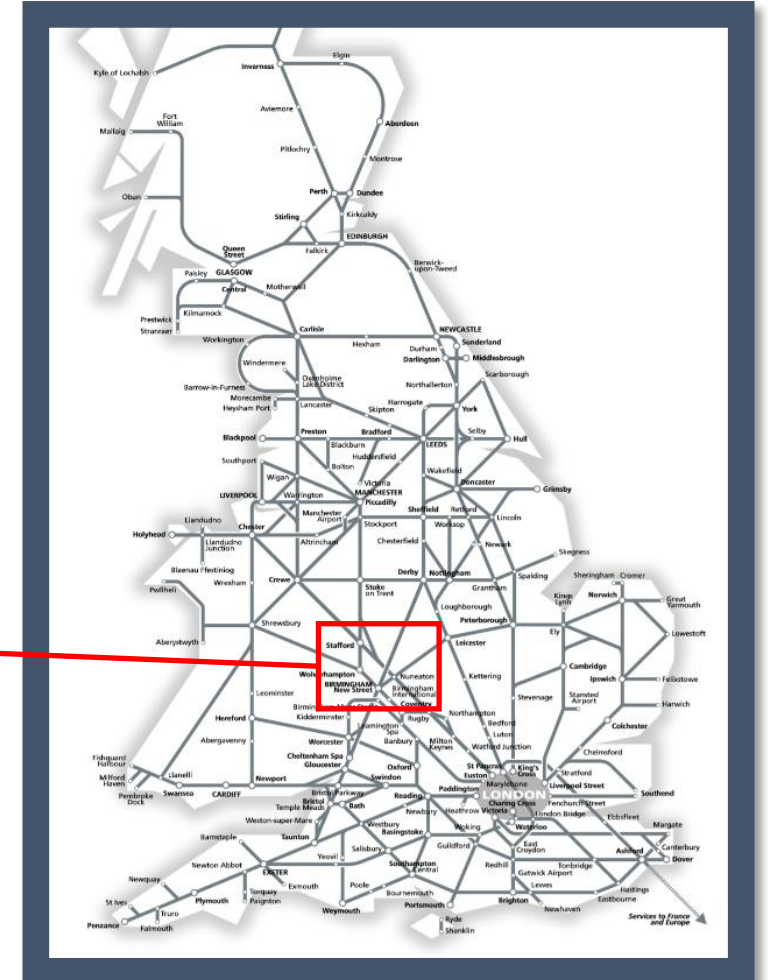 Elgin
Kyle of Lochalsh
Inverness
Aviemore
Fort
William
Mallaig
Aberdeen
Pitlochry
Montrose
Perth
Dundee
Oban
Stirling
Kirkcaldy
EDINBURGH
Queen
Street
Falkirk
Berwick-
upon-Tweed
Paisley
GLASGOW
Central
Motherwell
Kilmarnock
Prestwick
Stranraer
Carlisle
NEWCASTLE
Workington
Hexham
Durham
Sunderland
Darlington
Middlesbrough
Windermere
Scarborough
Oxenholme
Lake District
Barrow-in-Furness
Northallerton
Morecambe
Heysham Port
Lancaster
Harrogate
York
Skipton
Blackpool
Preston
Bradford
Selby
Hull
LEEDS
Blackburn
Huddersfield
Southport
Bolton
Wakefield
Wigan
Victoria
Doncaster
MANCHESTER
Piccadilly
Grimsby
LIVERPOOL
Warrington
Manchester
Airport
Sheffield
Retford
Lincoln
Llandudno
Chester
Stockport
Worksop
Holyhead
Llandudno
Junction
Altrincham
Chesterfield
Newark
Skegness
Blaenau Ffestiniog
Wrexham
Crewe
Derby
Nottingham
Spalding
Sheringham
Cromer
Pwllheli
Stoke
on Trent
Grantham
Kings
Lynn
Norwich
Great
Yarmouth
Loughborough
Peterborough
Shrewsbury
Ely
Lowestoft
Aberystwyth
Stafford
Leicester
Wolverhampton
Nuneaton
Kettering
Cambridge
BIRMINGHAM
New Street
Birmingham
International
Ipswich
Felixstowe
Leominster
Stevenage
Stansted
Airport
Coventry
Harwich
Kidderminster
Rugby
Northampton
Hereford
Leamington
Spa
Bedford
Colchester
Abergavenny
Worcester
Banbury
Milton
Keynes
Luton
Watford Junction
Chelmsford
Cheltenham Spa
Gloucester
Fishguard
Harbour
Oxford
St Pancras
King's
Cross
Euston
Stratford
Milford
Haven
Llanelli
Newport
Swindon
Marylebone
Liverpool Street
Pembroke
Dock
Swansea
CARDIFF
Bristol Parkway
Reading
Paddington
LONDON
Southend
Bristol
Temple Meads
Bath
Newbury
Heathrow
Victoria
Charing Cross
Fenchurch Street
London Bridge
Ebbsfleet
Weston-super-Mare
Westbury
Basingstoke
Woking
Waterloo
Margate
Barnstaple
Taunton
Salisbury
Guildford
East
Croydon
Canterbury
Ashford
Dover
Newton Abbot
Yeovil
Southampton
Central
Redhill
Tonbridge
EXETER
Gatwick Airport
Newquay
Exmouth
Poole
Lewes
Hastings
Torquay
Paignton
Bournemouth
Eastbourne
St Ives
Plymouth
Weymouth
Portsmouth
Brighton
Newhaven
Truro
Penzance
Falmouth
Ryde
Shanklin
Services to France
and Europe